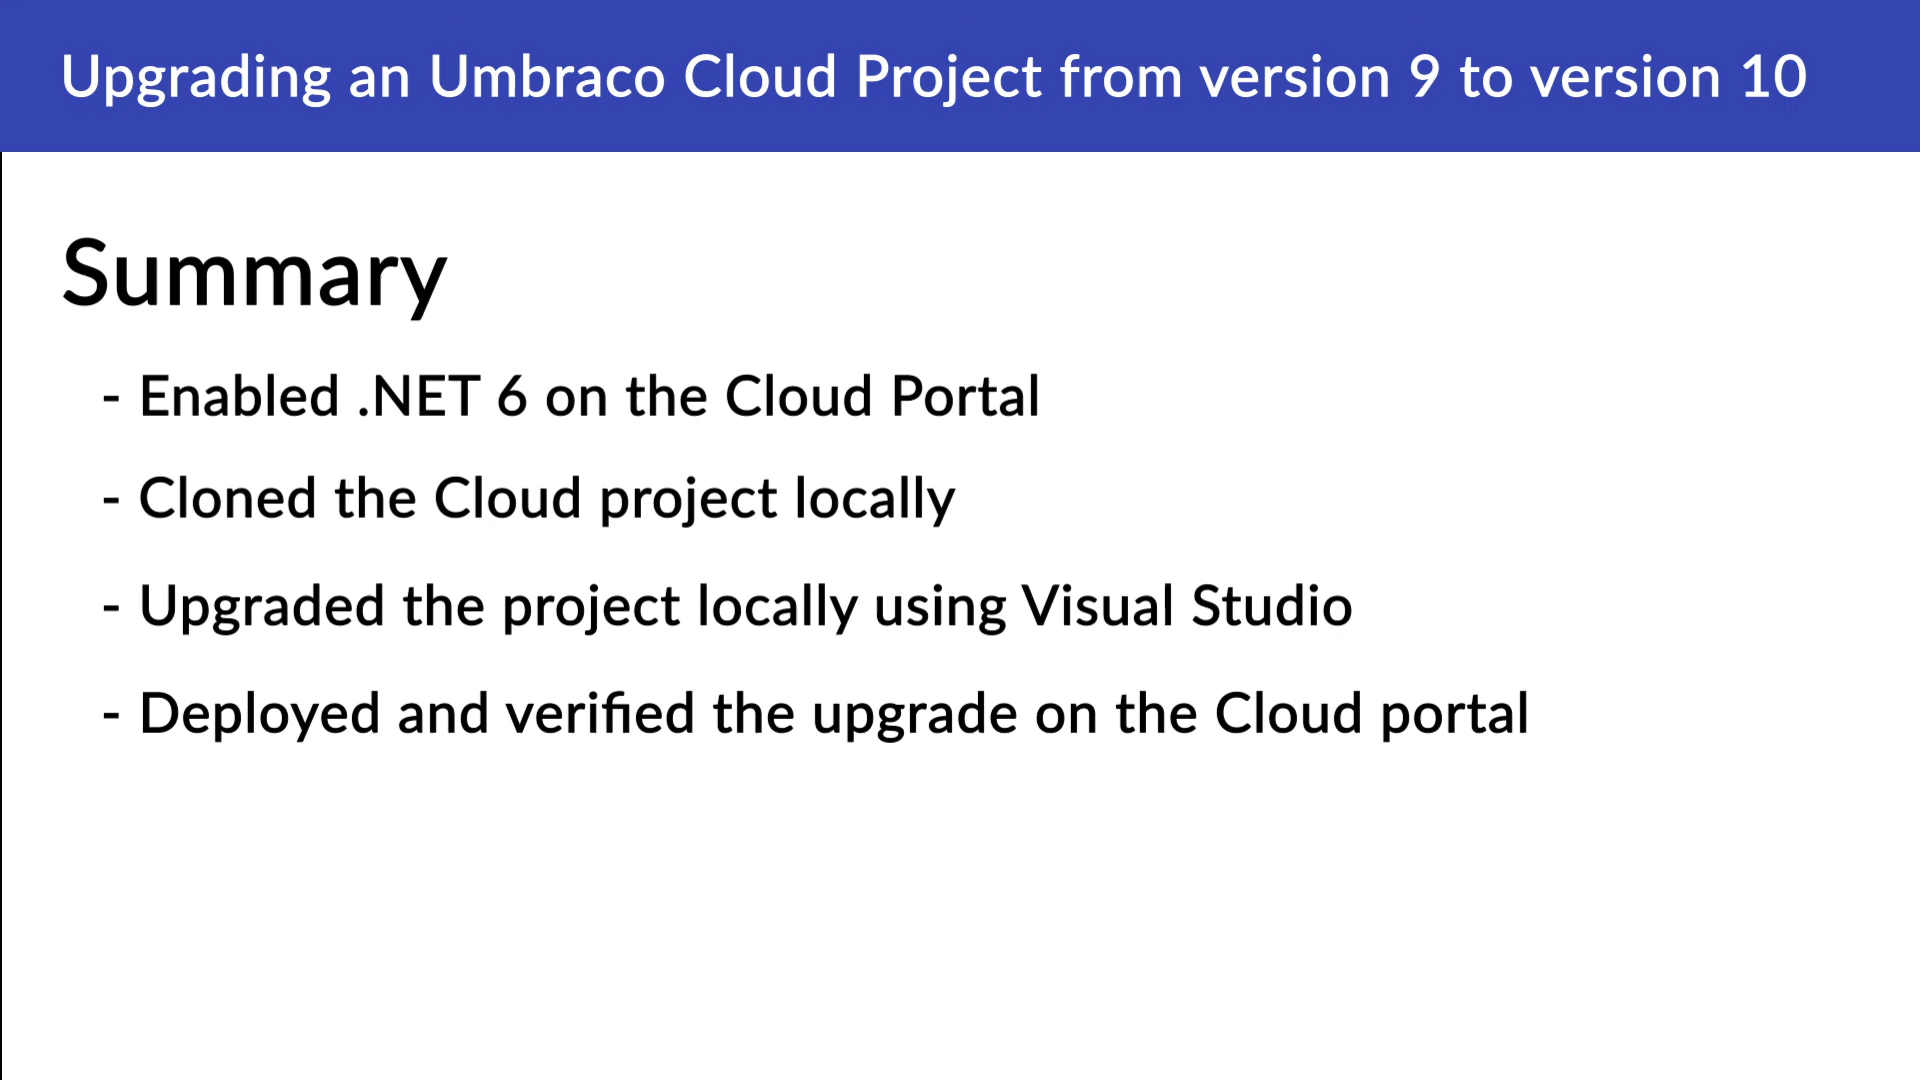 Upgrading an Umbraco Cloud Project from version 9 to version 10
Summary
- Enabled .NET 6 on the Cloud Portal
- Cloned the Cloud project locally
- Upgraded the project locally using Visual Studio
- Deployed and verified the upgrade on the Cloud portal